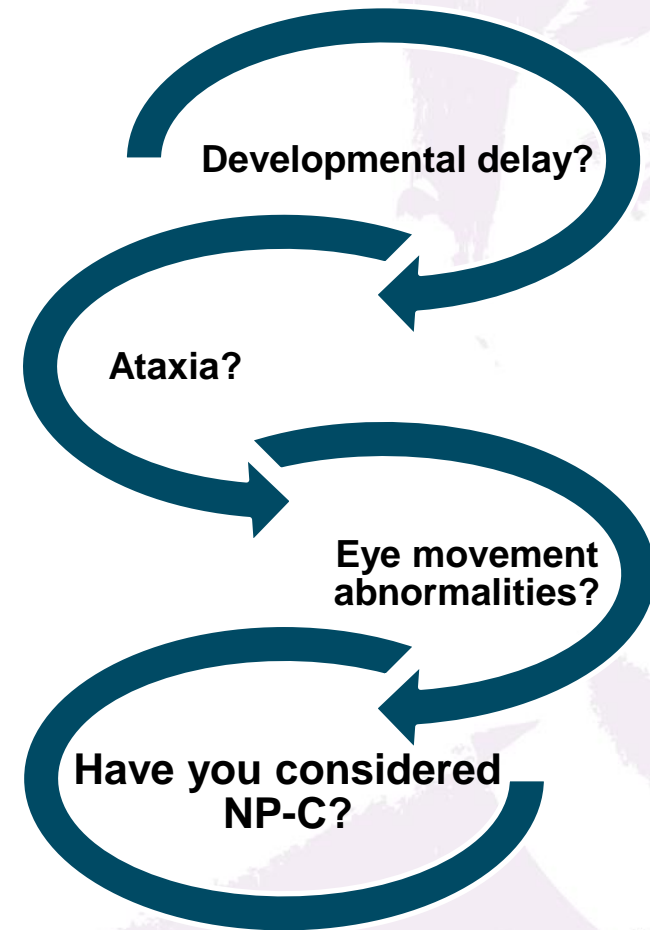 Developmental delay?
Ataxia?
Eye movement
abnormalities?
Have you considered
NP-C?